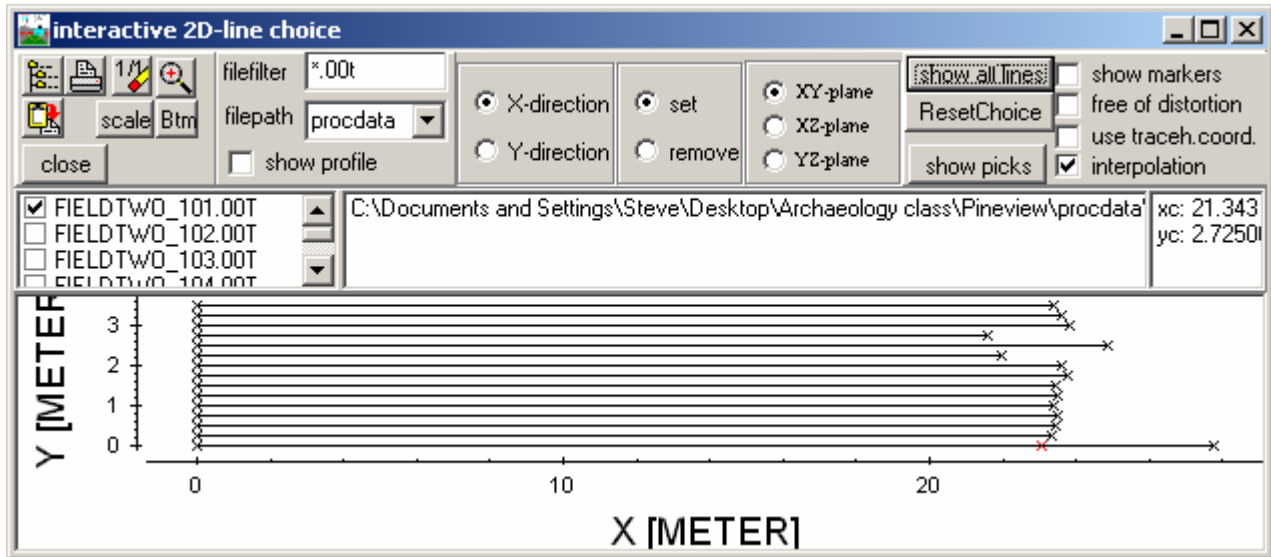 interactive 2D-line choice
1/√
scale Btm
close
filefilter *.00t
filepath procdata
show profile
X-direction
Y-direction
set
remove
XY-plane
XZ-plane
YZ-plane
show all lines
ResetChoice
show picks
show markers
free of distortion
use traceh.coord.
interpolation
FIELDTWO_101.00T
FIELDTWO_102.00T
FIELDTWO_103.00T
FIELDTWO_104.00T
C:\Documents and Settings\Steve\Desktop\Archaeology class\Pineview\procdata\
xc: 21.343
yc: 2.7250
Y [METER
3
2
1
0
0 10 20
X [METER]